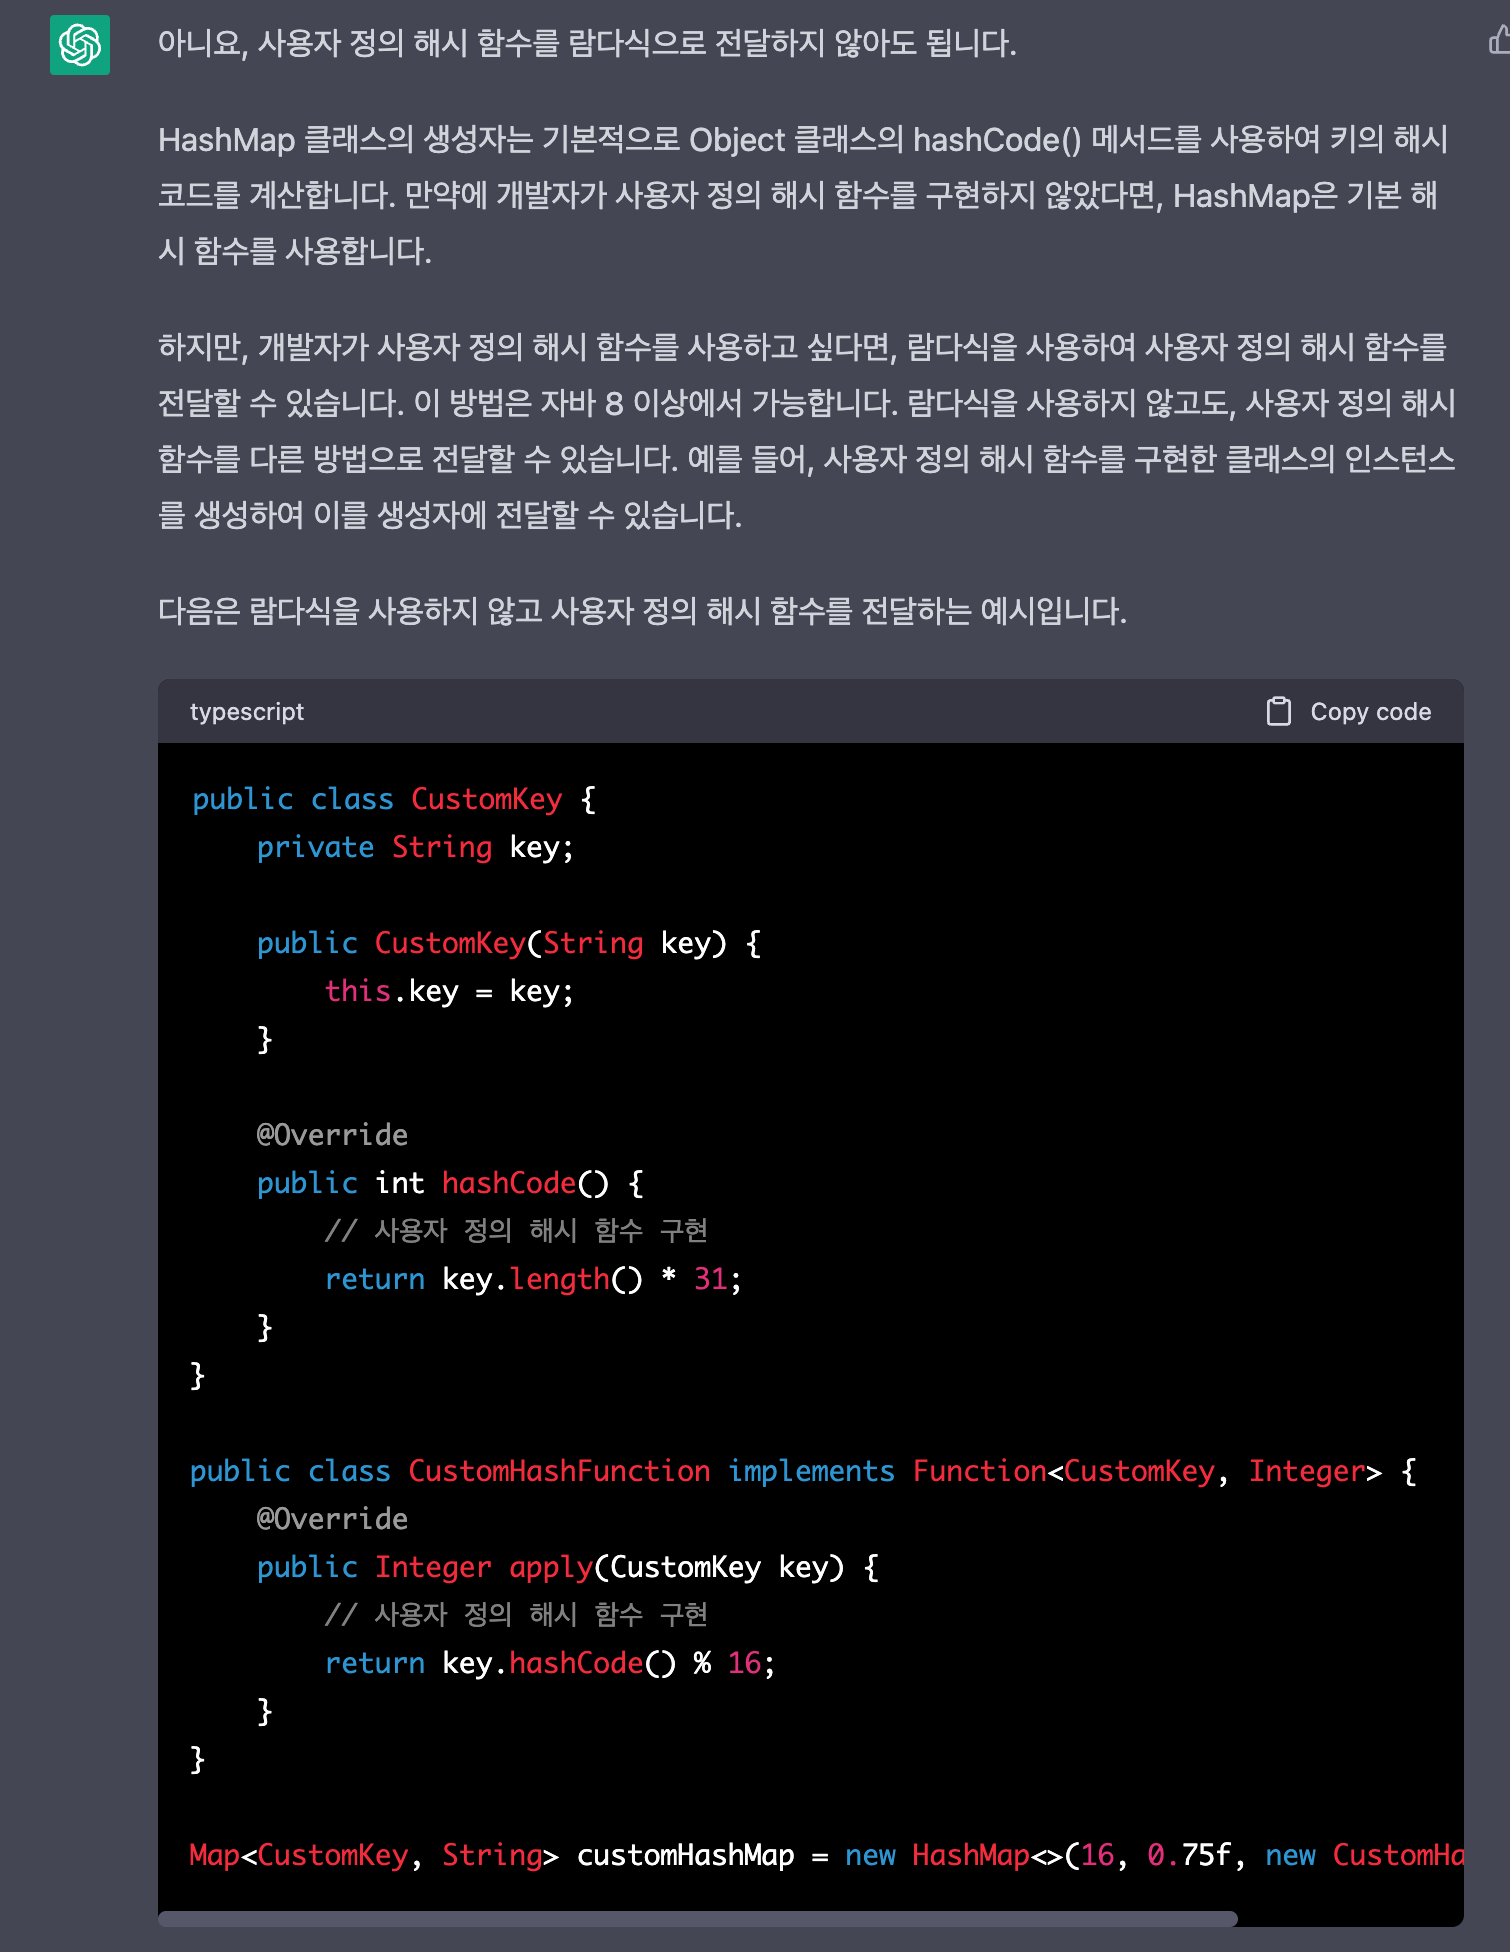 아니요, 사용자 정의 해시 함수를 람다식으로 전달하지 않아도 됩니다.
HashMap 클래스의 생성자는 기본적으로 Object 클래스의 hashCode() 메서드를 사용하여 키의 해시
코드를 계산합니다. 만약에 개발자가 사용자 정의 해시 함수를 구현하지 않았다면, HashMap은 기본 해
시 함수를 사용합니다.
하지만, 개발자가 사용자 정의 해시 함수를 사용하고 싶다면, 람다식을 사용하여 사용자 정의 해시 함수를
전달할 수 있습니다. 이 방법은 자바 8 이상에서 가능합니다. 람다식을 사용하지 않고도, 사용자 정의 해시
함수를 다른 방법으로 전달할 수 있습니다. 예를 들어, 사용자 정의 해시 함수를 구현한 클래스의 인스턴스
를 생성하여 이를 생성자에 전달할 수 있습니다.
다음은 람다식을 사용하지 않고 사용자 정의 해시 함수를 전달하는 예시입니다.
typescript Copy code
public class CustomKey {
    private String key;
    public CustomKey(String key) {
        this.key = key;
    }
    @Override
    public int hashCode() {
        // 사용자 정의 해시 함수 구현
        return key.length() * 31;
    }
}
public class CustomHashFunction implements Function<CustomKey, Integer> {
    @Override
    public Integer apply(CustomKey key) {
        // 사용자 정의 해시 함수 구현
        return key.hashCode() % 16;
    }
}
Map<CustomKey, String> customHashMap = new HashMap<>(16, 0.75f, new CustomHa